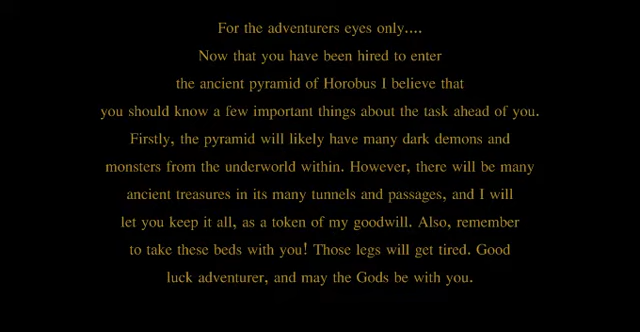 For the adventurers eyes only....
Now that you have been hired to enter
the ancient pyramid of Horobus I believe that
you should know a few important things about the task ahead of you.
Firstly, the pyramid will likely have many dark demons and
monsters from the underworld within. However, there will be many
ancient treasures in its many tunnels and passages, and I will
let you keep it all, as a token of my goodwill. Also, remember
to take these beds with you! Those legs will get tired. Good
luck adventurer, and may the Gods be with you.